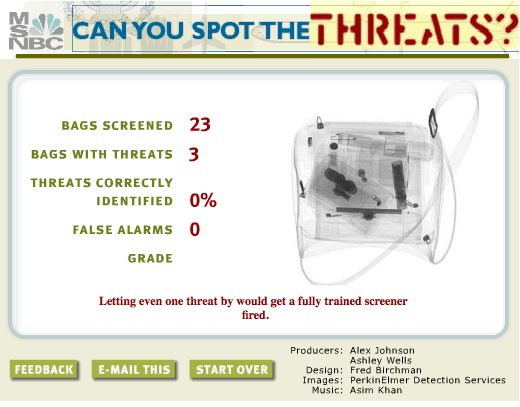 MSNBC
CAN YOU SPOT THE THREATS?
BAGS SCREENED 23
BAGS WITH THREATS 3
THREATS CORRECTLY
IDENTIFIED 0%
FALSE ALARMS 0
GRADE
Letting even one threat by would get a fully trained screener
fired.
FEEDBACK E-MAIL THIS START OVER
Producers: Alex Johnson
Ashley Wells
Design: Fred Birchman
Images: PerkinElmer Detection Services
Music: Asim Khan